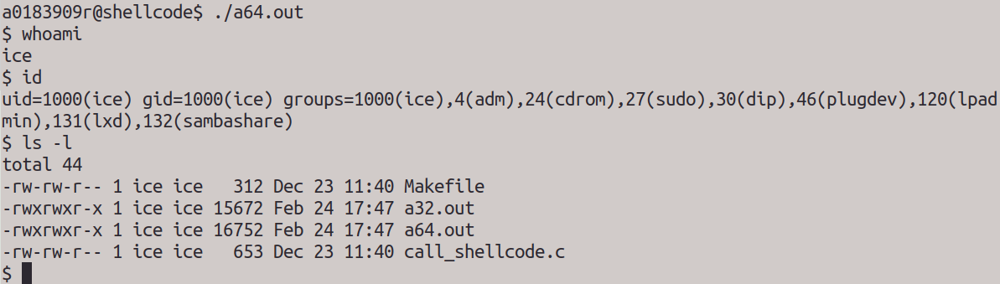 a0183909r@shellcode$ ./a64.out
$ whoami
ice
$ id
uid=1000(ice) gid=1000(ice) groups=1000(ice),4(adm),24(cdrom),27(sudo),30(dip),46(plugdev),120(lpad
min),131(lxd),132(sambashare)
$ ls -l
total 44
-rw-rw-r-- 1 ice ice   312 Dec 23 11:40 Makefile
-rwxrwxr-x 1 ice ice 15672 Feb 24 17:47 a32.out
-rwxrwxr-x 1 ice ice 16752 Feb 24 17:47 a64.out
-rw-rw-r-- 1 ice ice   653 Dec 23 11:40 call_shellcode.c
$